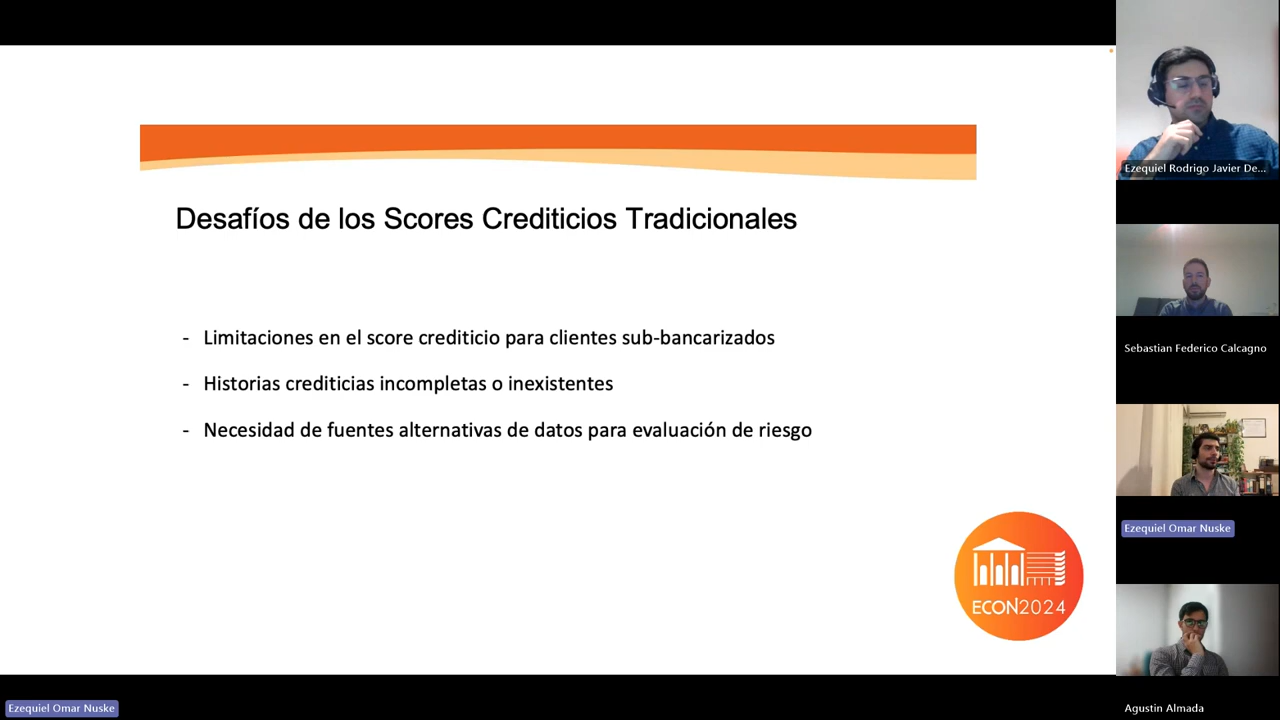 Desafíos de los Scores Crediticios Tradicionales
- Limitaciones en el score crediticio para clientes sub-bancarizados
- Historias crediticias incompletas o inexistentes
- Necesidad de fuentes alternativas de datos para evaluación de riesgo
ECON2024
Ezequiel Omar Nuske
Ezequiel Rodrigo Javier De...
Sebastian Federico Calcagno
Ezequiel Omar Nuske
Agustin Almada